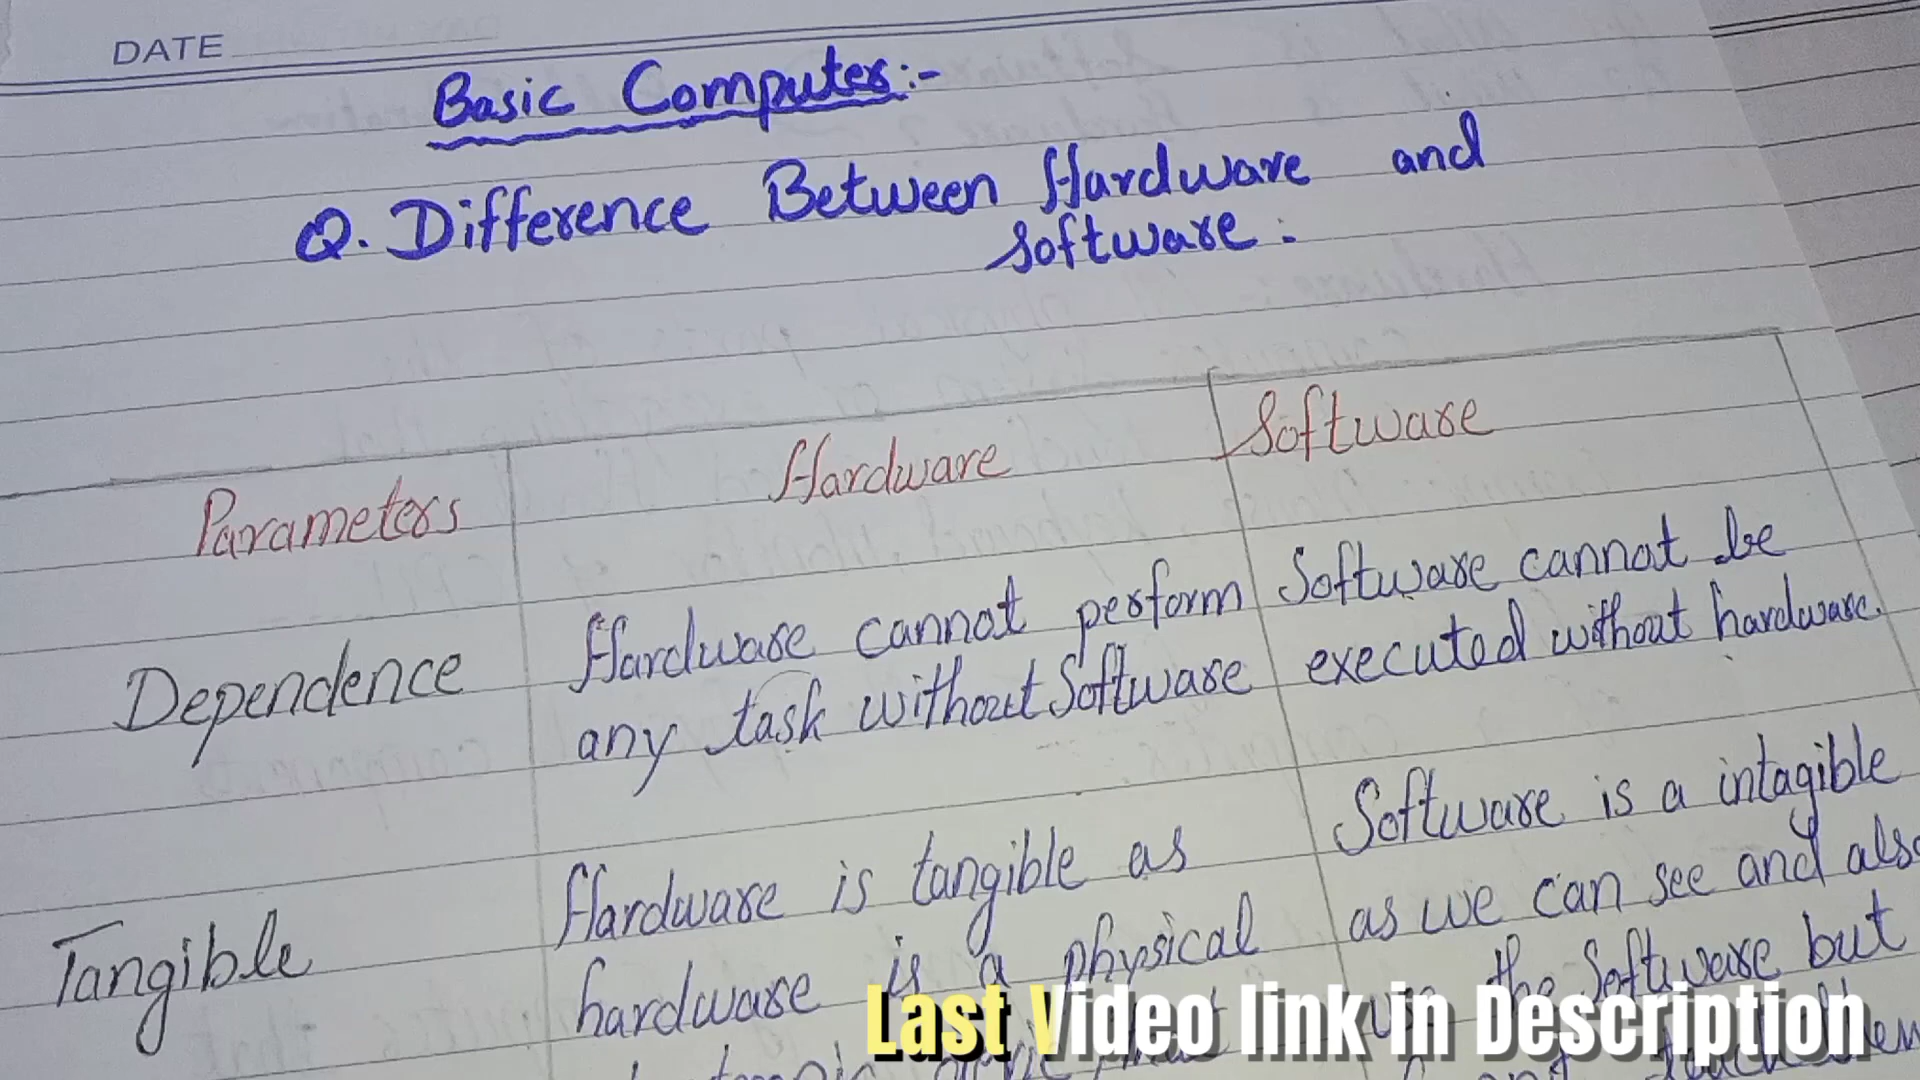 DATE
Basic Computer:-
Q. Difference Between Hardware and
Software:
Parameters Hardware Software
Dependence Hardware cannot perform Software cannot be
any task without Software executed without hardware.
Tangible Hardware is tangible as Software is a intagible
hardware is a physical as we can see and also
use the Software but
Last Video link in Description